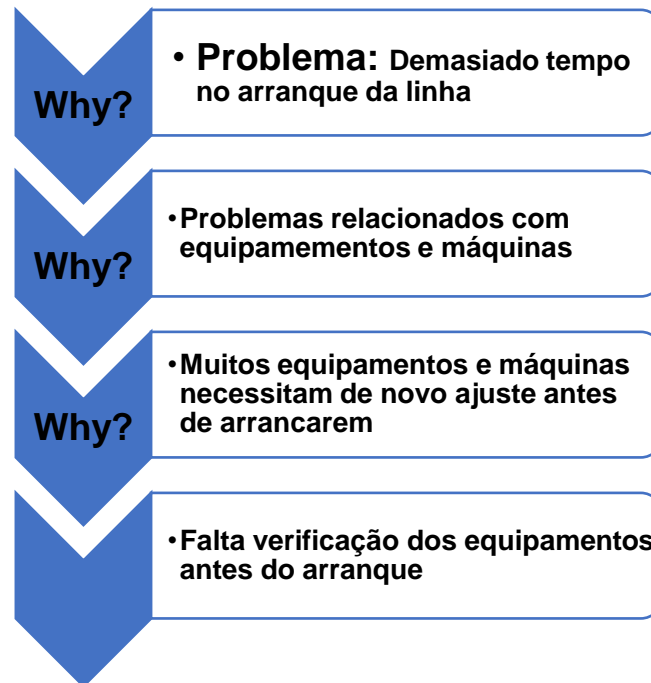 Why?
• Problema: Demasiado tempo
no arranque da linha
Why?
•Problemas relacionados com
equipamementos e máquinas
Why?
•Muitos equipamentos e máquinas
necessitam de novo ajuste antes
de arrancarem
•Falta verificação dos equipamentos
antes do arranque